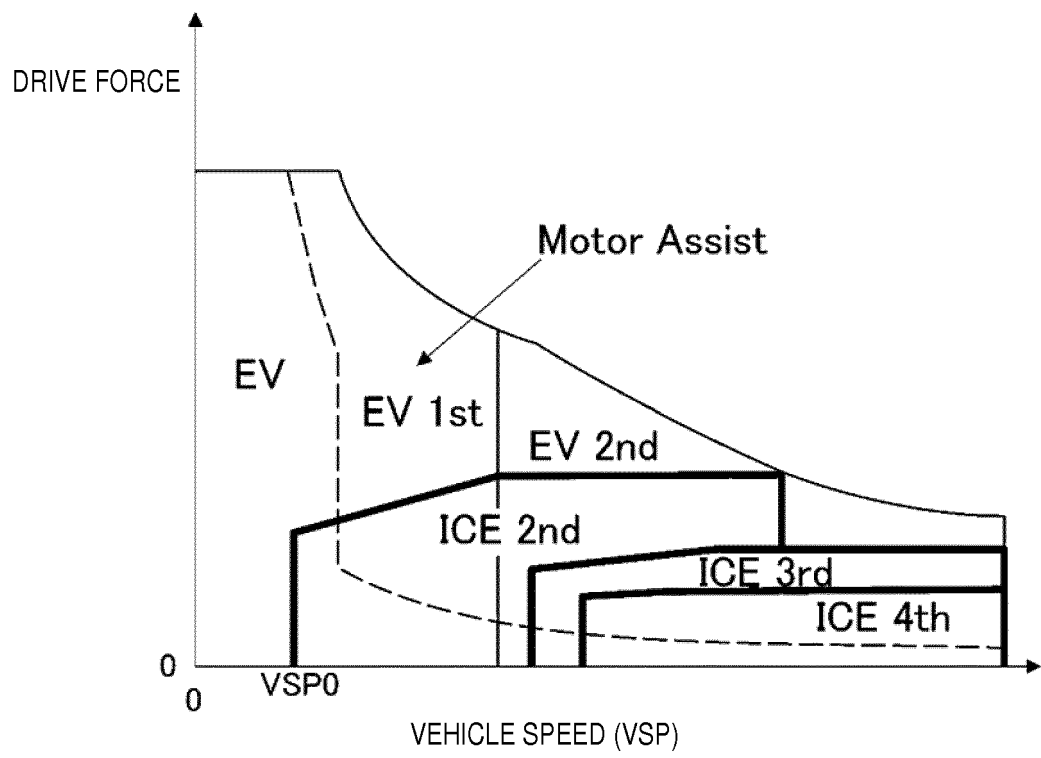 DRIVE FORCE
Motor Assist
EV
EV 1st
EV 2nd
ICE 2nd
ICE 3rd
ICE 4th
0
VSP0
0
VEHICLE SPEED (VSP)